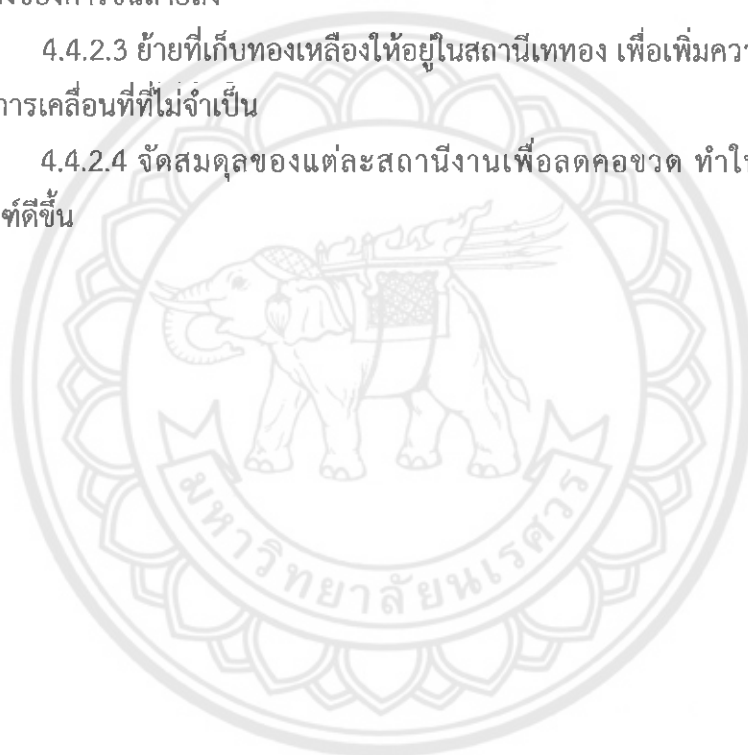 4.4.2.3 ย้ายที่เก็บทองเหลืองให้อยู่ในสถานีเททอง เพื่อเพิ่มควา
การเคลื่อนที่ที่ไม่จำเป็น
4.4.2.4 จัดสมดุลของแต่ละสถานีงานเพื่อลดคอขวด ทำให้
ฑ์ดีขึ้น
มหาวิทยาลัยนเรศวร